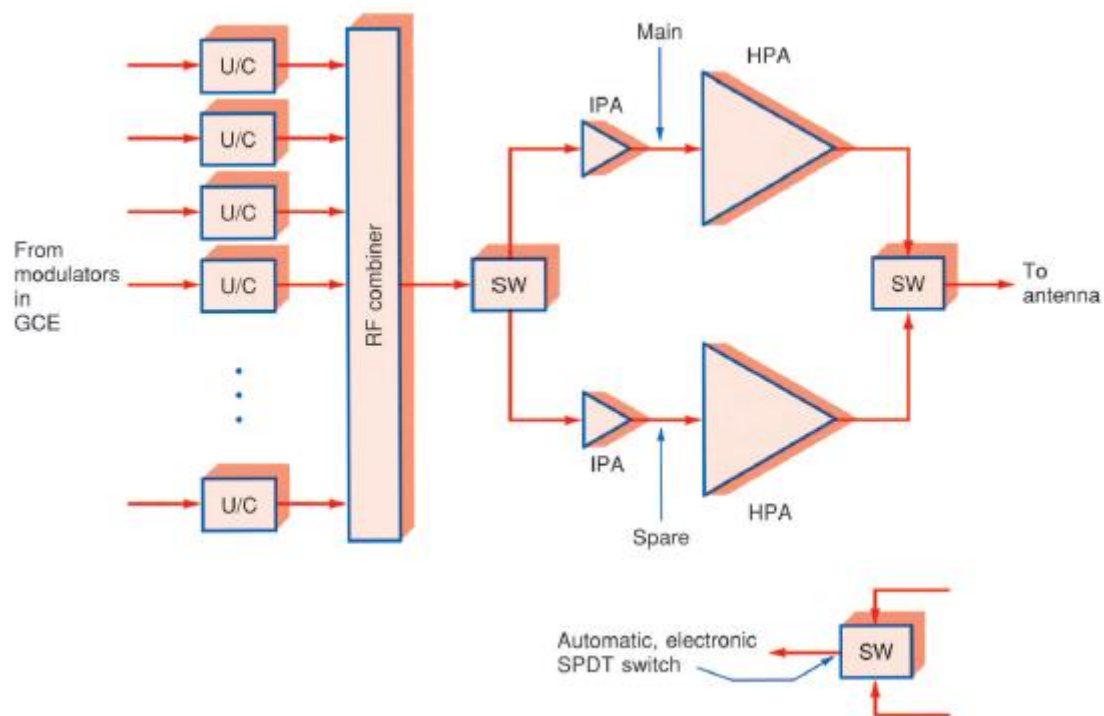 Main
HPA
U/C
IPA
U/C
U/C
From
modulators
in
GCE
U/C
RF combiner
SW
SW
To
antenna
IPA
U/C
HPA
Spare
Automatic, electronic
SPDT switch
SW